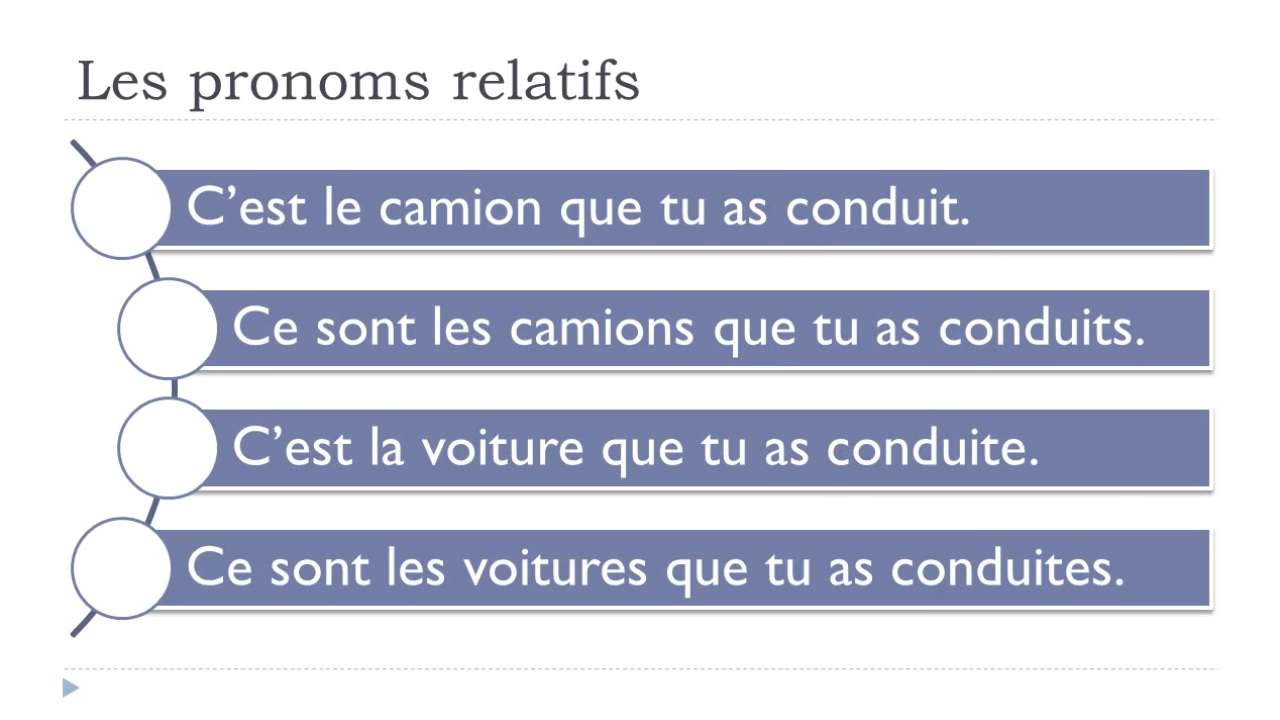 Les pronoms relatifs
C’est le camion que tu as conduit.
Ce sont les camions que tu as conduits.
C’est la voiture que tu as conduite.
Ce sont les voitures que tu as conduites.